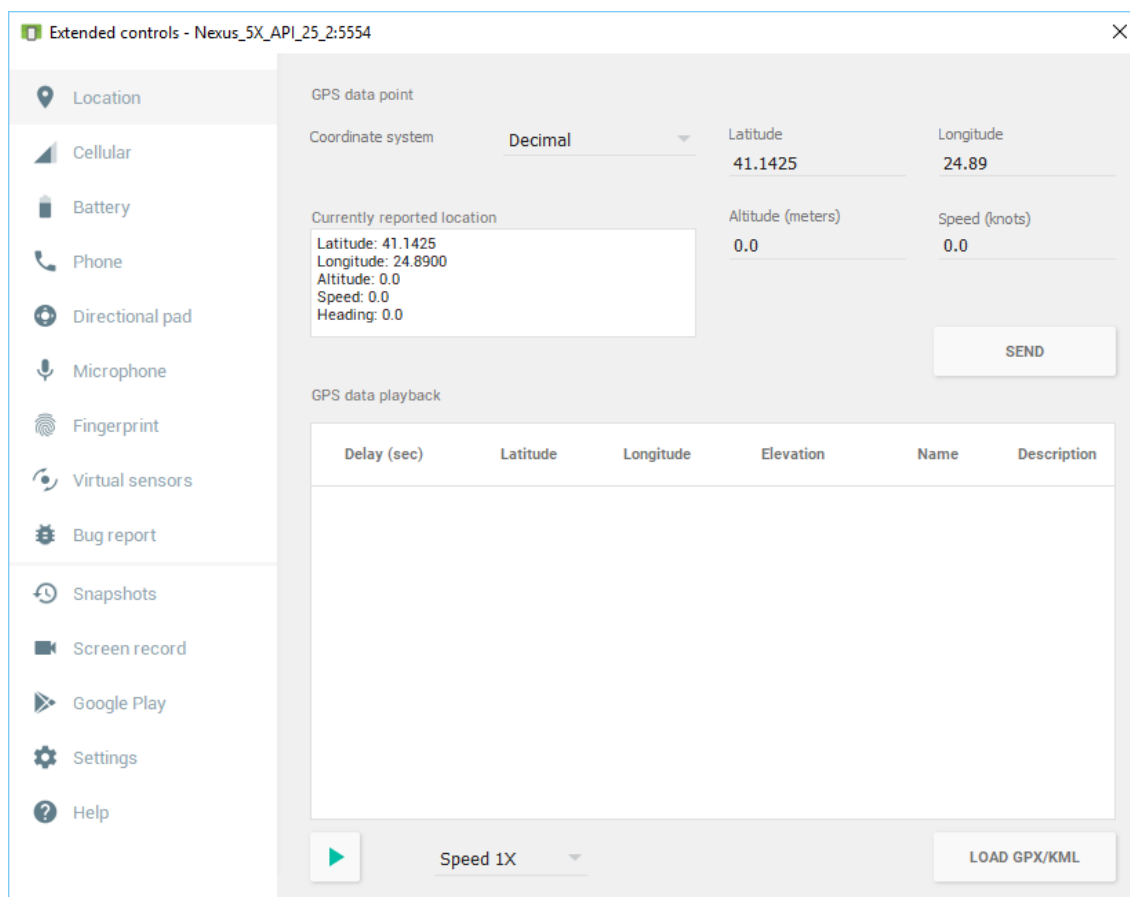 Extended controls - Nexus_5X_API_25_2:5554
Location
Cellular
Battery
Phone
Directional pad
Microphone
Fingerprint
Virtual sensors
Bug report
Snapshots
Screen record
Google Play
Settings
Help
GPS data point
Coordinate system
Decimal
Latitude
41.1425
Longitude
24.89
Currently reported location
Latitude: 41.1425
Longitude: 24.8900
Altitude: 0.0
Speed: 0.0
Heading: 0.0
Altitude (meters)
0.0
Speed (knots)
0.0
SEND
GPS data playback
Delay (sec) Latitude Longitude Elevation Name Description
Speed 1X
LOAD GPX/KML